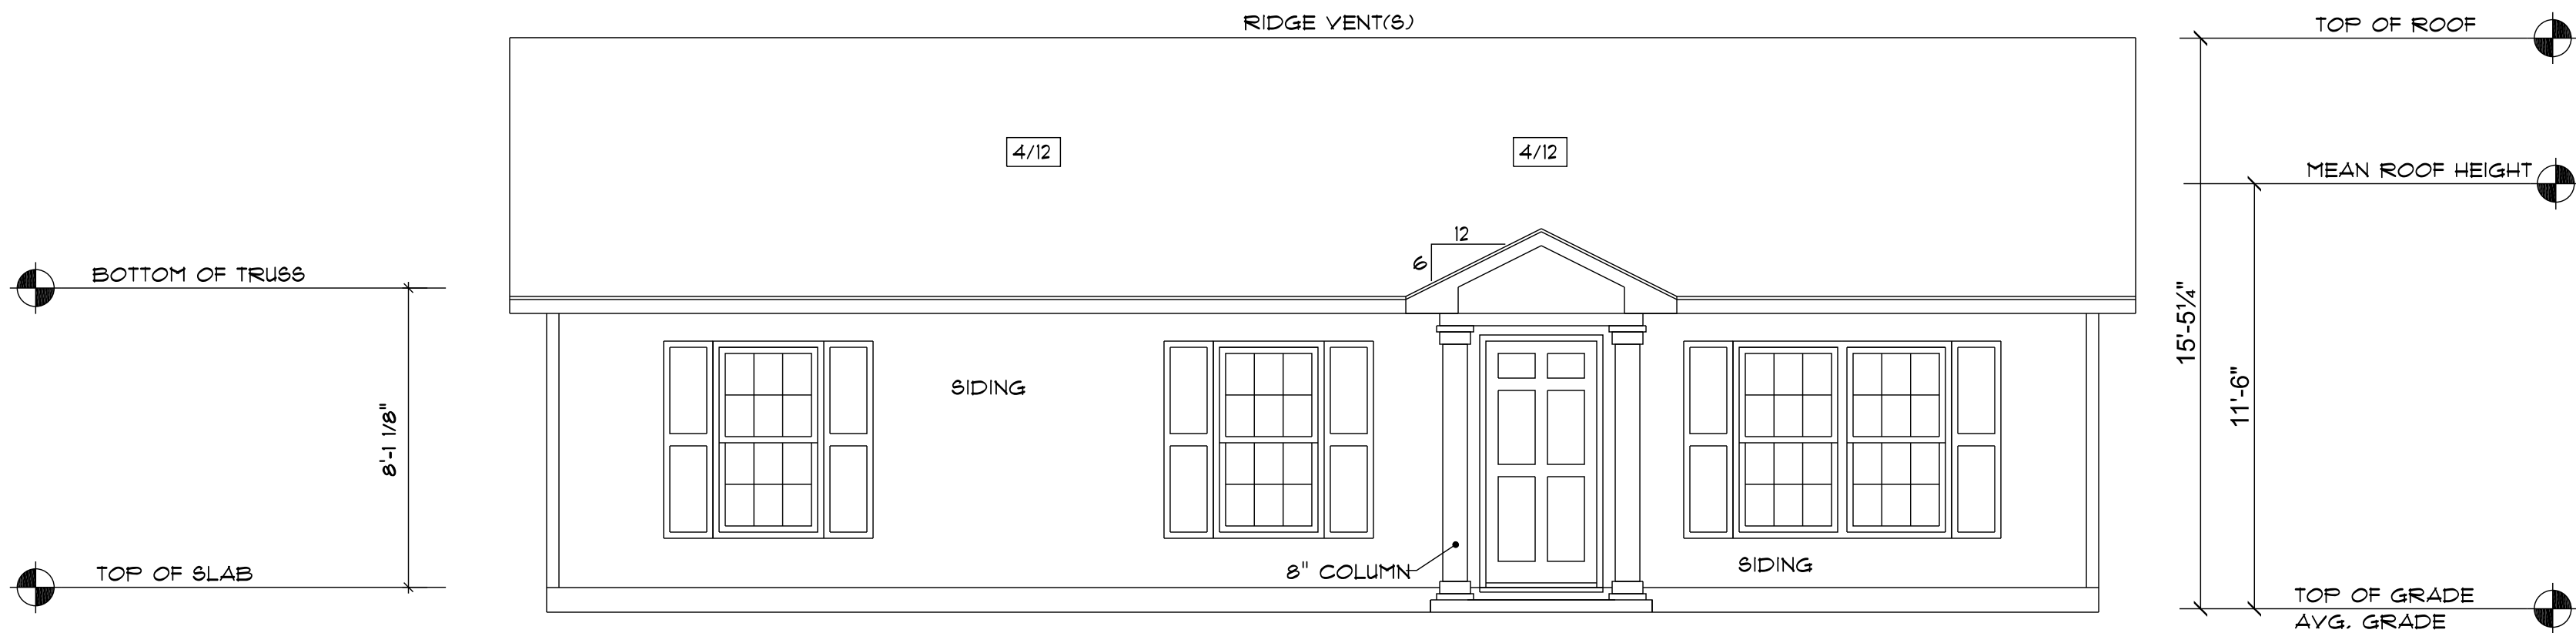 RIDGE VENT(S)
TOP OF ROOF
4/12
4/12
MEAN ROOF HEIGHT
12
6
BOTTOM OF TRUSS
15'-5¼"
11'-6"
SIDING
8'-1 1/8"
SIDING
8" COLUMN
TOP OF SLAB
TOP OF GRADE
AVG. GRADE